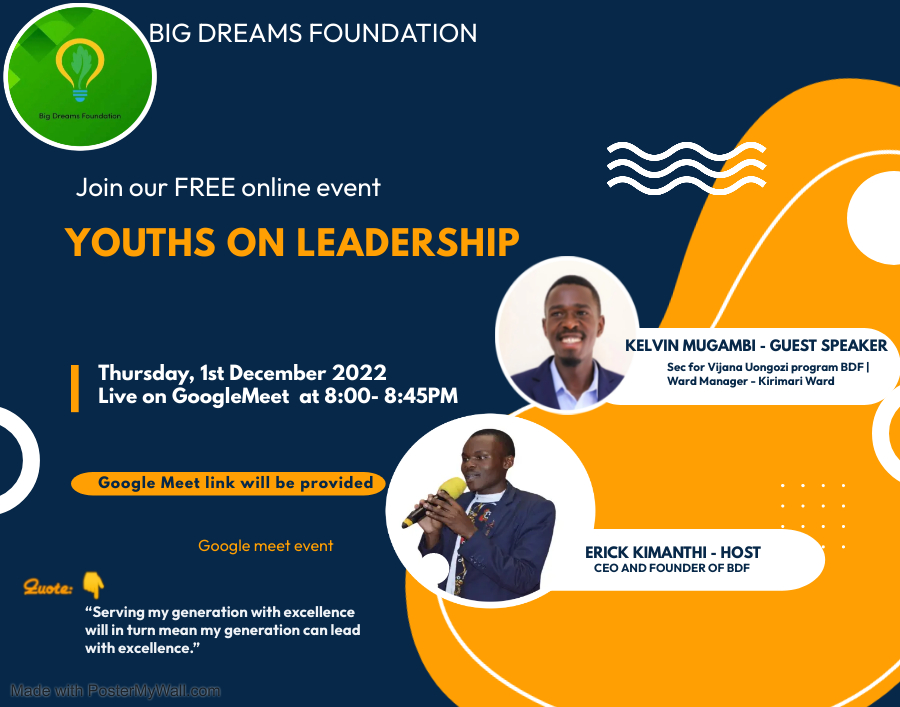 BIG DREAMS FOUNDATION
Big Dreams Foundation
Join our FREE online event
YOUTHS ON LEADERSHIP
KELVIN MUGAMBI - GUEST SPEAKER
Sec for Vijana Uongozi program BDF |
Ward Manager - Kirimari Ward
Thursday, 1st December 2022
Live on GoogleMeet at 8:00- 8:45PM
Google Meet link will be provided
Google meet event
ERICK KIMANTHI - HOST
CEO AND FOUNDER OF BDF
Quote:
“Serving my generation with excellence
will in turn mean my generation can lead
with excellence.”
Made with PosterMyWall.com